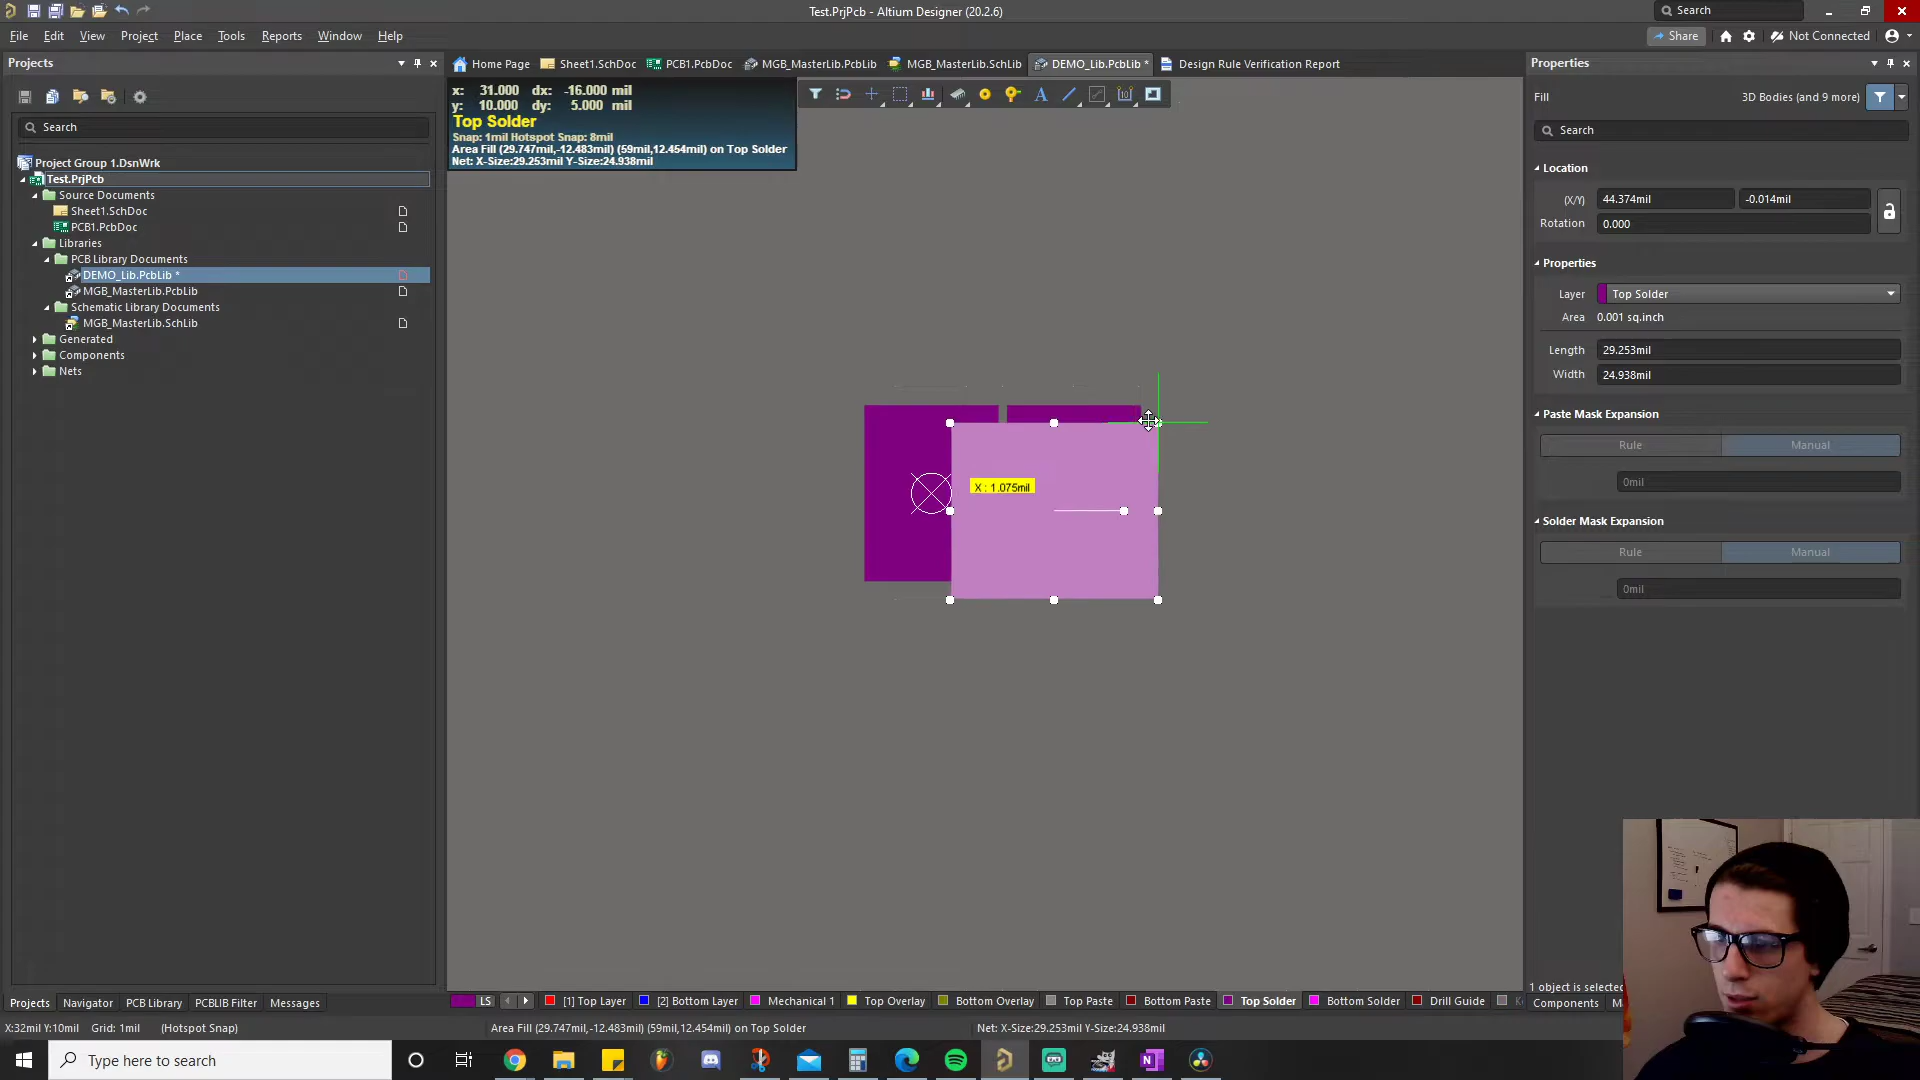 Test.PrjPcb - Altium Designer (20.2.6)
Search
File Edit View Project Place Tools Reports Window Help
Share
Not Connected
Projects
Home Page Sheet1.SchDoc PCB1.PcbDoc MGB_MasterLib.PcbLib MGB_MasterLib.SchLib DEMO_Lib.PcbLib * Design Rule Verification Report
Properties
x: 31.000 dx: -16.000 mil
y: 10.000 dy: 5.000 mil
Top Solder
Snap: 1mil Hotspot Snap: 8mil
Area Fill (29.747mil,-12.483mil) (59mil,12.454mil) on Top Solder
Net: X-Size:29.253mil Y-Size:24.938mil
Fill
3D Bodies (and 9 more)
Search
Search
Project Group 1.DsnWrk
Test.PrjPcb
Source Documents
Sheet1.SchDoc
PCB1.PcbDoc
Libraries
PCB Library Documents
DEMO_Lib.PcbLib *
MGB_MasterLib.PcbLib
Schematic Library Documents
MGB_MasterLib.SchLib
Generated
Components
Nets
Location
(X/Y) 44.374mil -0.014mil
Rotation 0.000
Properties
Layer Top Solder
Area 0.001 sq.inch
Length 29.253mil
Width 24.938mil
Paste Mask Expansion
Rule Manual
0mil
Solder Mask Expansion
Rule Manual
0mil
X : 1.075mil
1 object is selected
Projects Navigator PCB Library PCBLIB Filter Messages
LS [1] Top Layer [2] Bottom Layer Mechanical 1 Top Overlay Bottom Overlay Top Paste Bottom Paste Top Solder Bottom Solder Drill Guide
Components
X:32mil Y:10mil Grid: 1mil (Hotspot Snap)
Area Fill (29.747mil,-12.483mil) (59mil,12.454mil) on Top Solder
Net: X-Size:29.253mil Y-Size:24.938mil
Type here to search